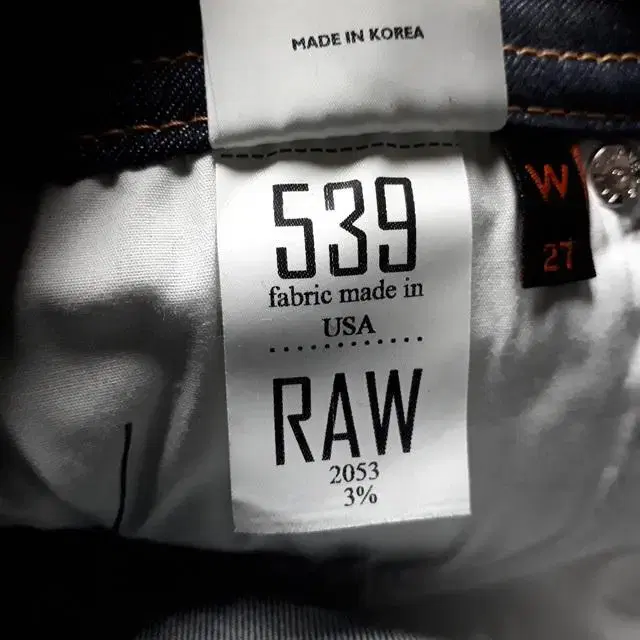 MADE IN KOREA
539
fabric made in
USA
RAW
2053
3%
W
27